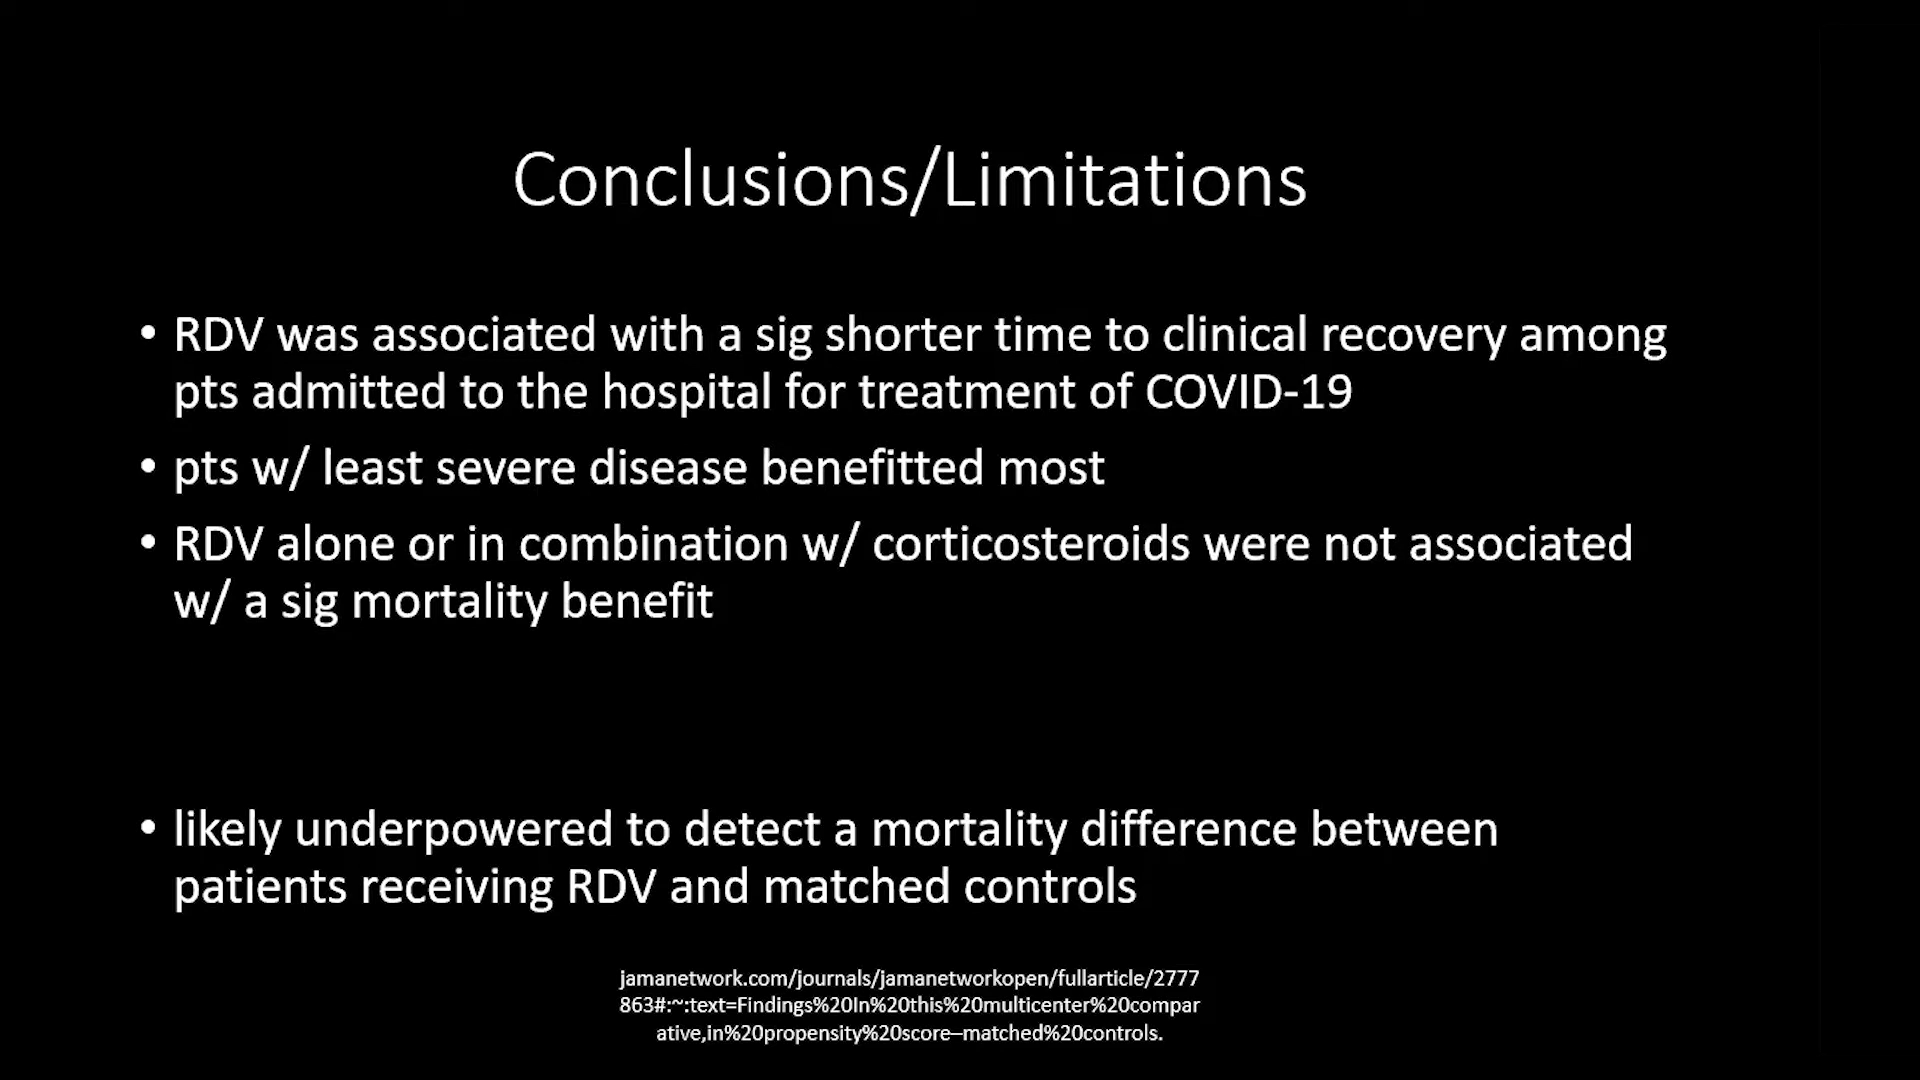 Conclusions/Limitations
• RDV was associated with a sig shorter time to clinical recovery among
pts admitted to the hospital for treatment of COVID-19
• pts w/ least severe disease benefitted most
• RDV alone or in combination w/ corticosteroids were not associated
w/ a sig mortality benefit
• likely underpowered to detect a mortality difference between
patients receiving RDV and matched controls
jamanetwork.com/journals/jamanetworkopen/fullarticle/2777
863#:~:text=Findings%20In%20this%20multicenter%20compar
ative,in%20propensity%20score–matched%20controls.